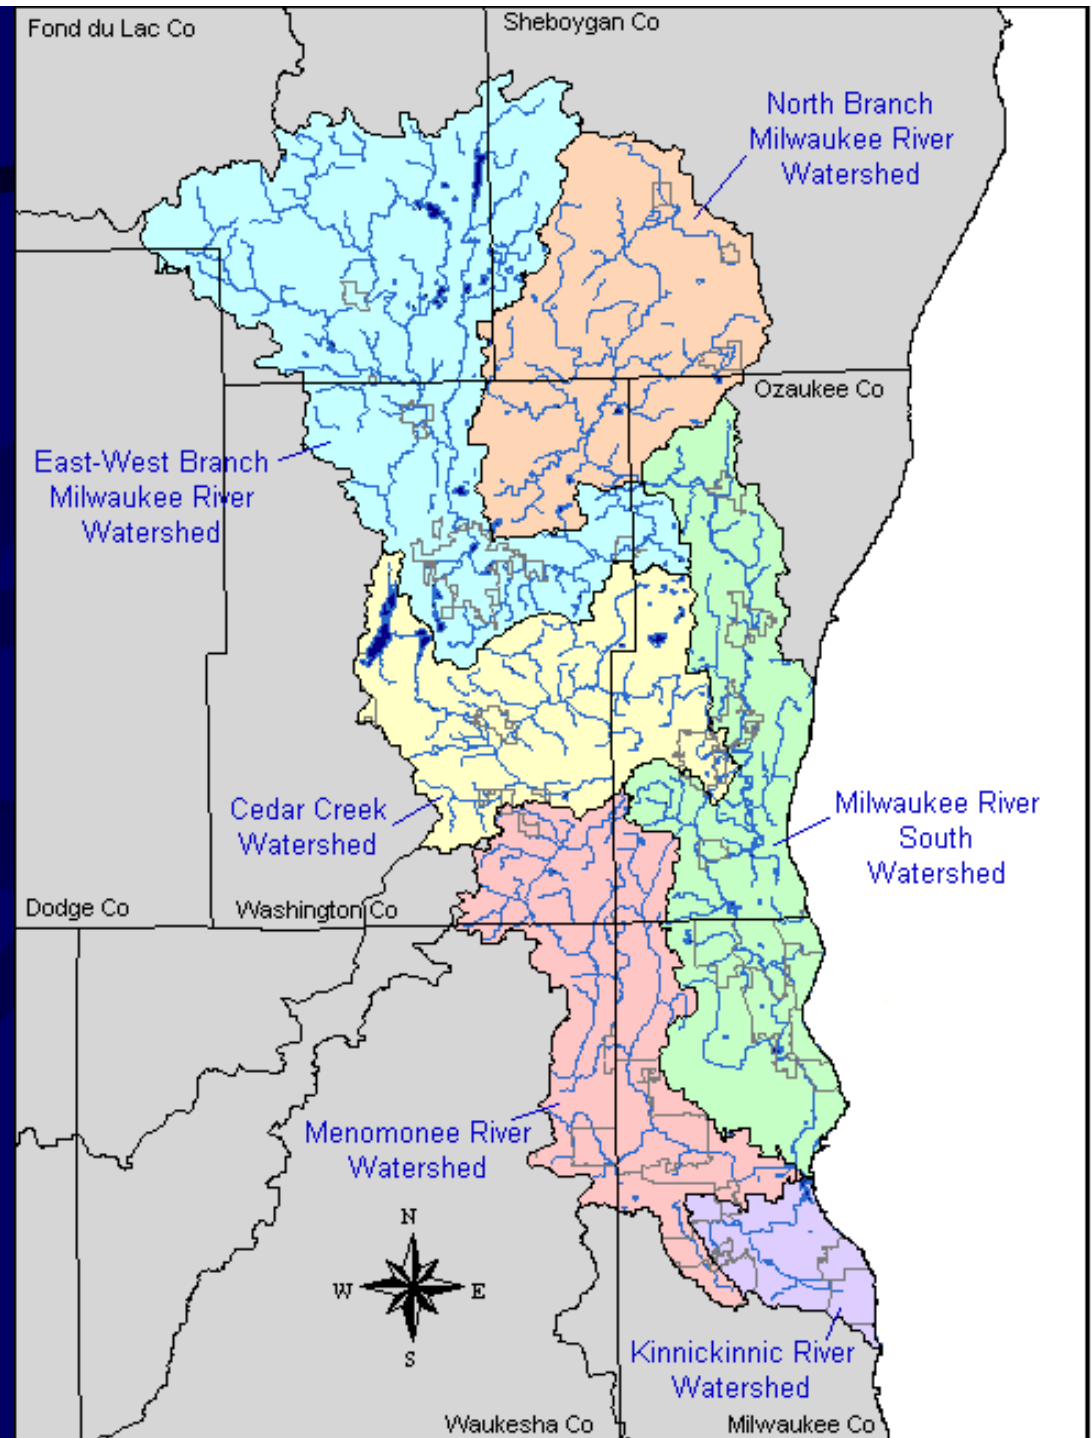 Fond du Lac Co
Sheboygan Co
North Branch
Milwaukee River
Watershed
Ozaukee Co
East-West Branch
Milwaukee River
Watershed
Cedar Creek
Watershed
Milwaukee River
South
Watershed
Dodge Co
Washington Co
Menomonee River
Watershed
N
W
E
S
Kinnickinnic River
Watershed
Waukesha Co
Milwaukee Co